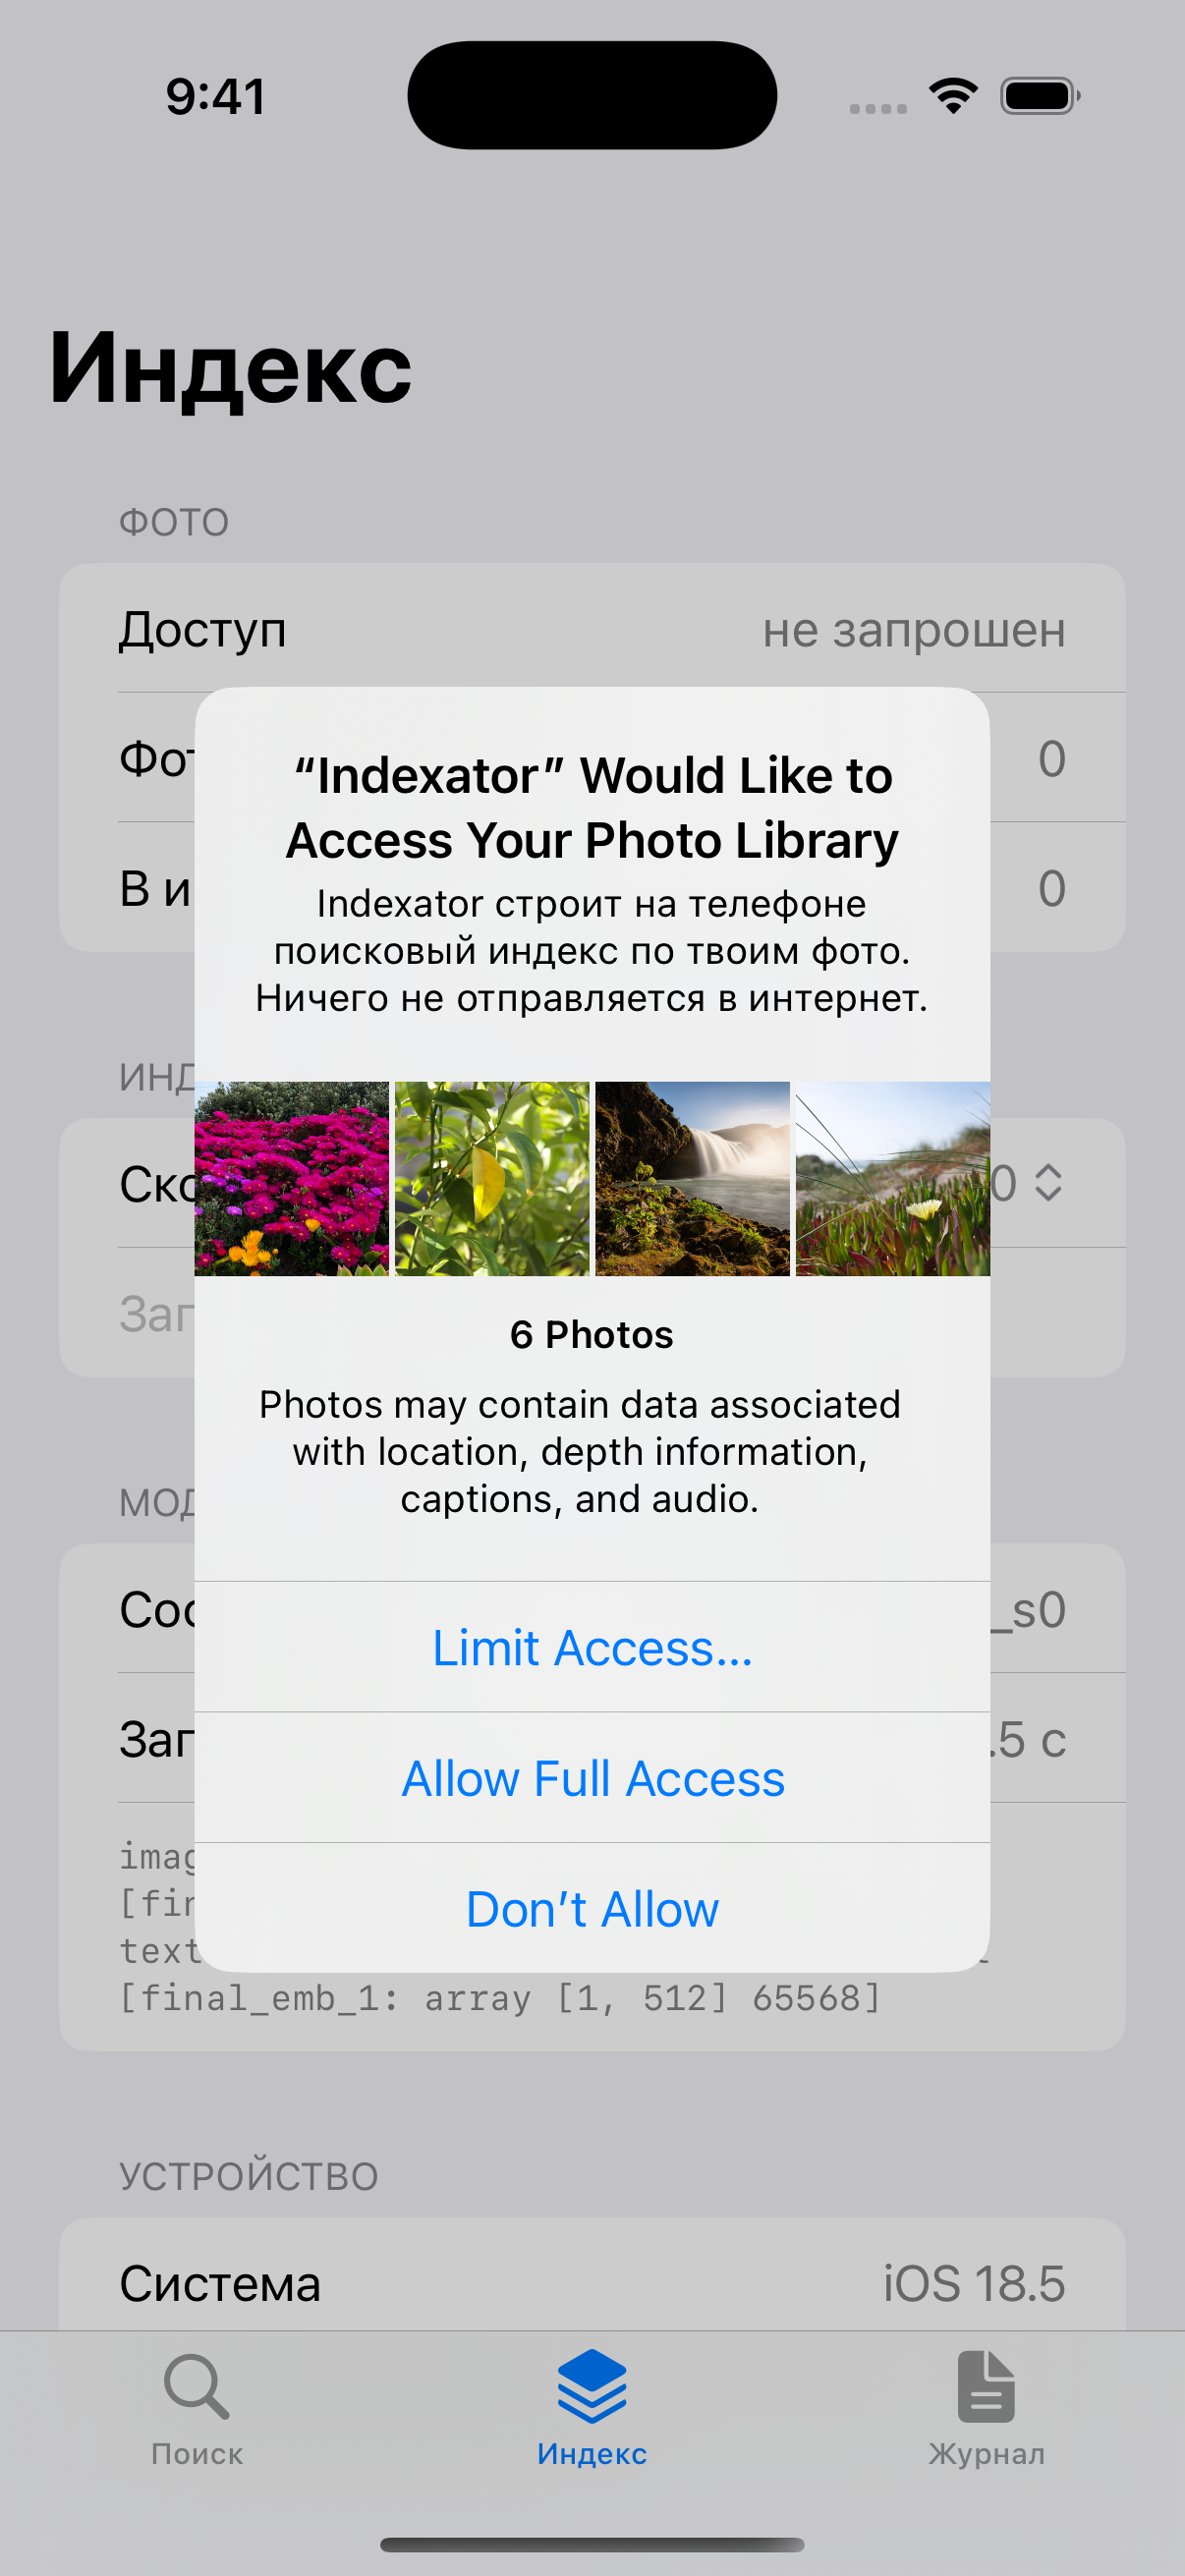 9:41
Индекс
ФОТО
Доступ
не запрошен
0
В и
0
“Indexator” Would Like to
Access Your Photo Library
Indexator строит на телефоне
поисковый индекс по твоим фото.
Ничего не отправляется в интернет.
6 Photos
Photos may contain data associated
with location, depth information,
captions, and audio.
Limit Access...
Allow Full Access
Don’t Allow
[final_emb_1: array [1, 512] 65568]
УСТРОЙСТВО
Система
iOS 18.5
Поиск
Индекс
Журнал